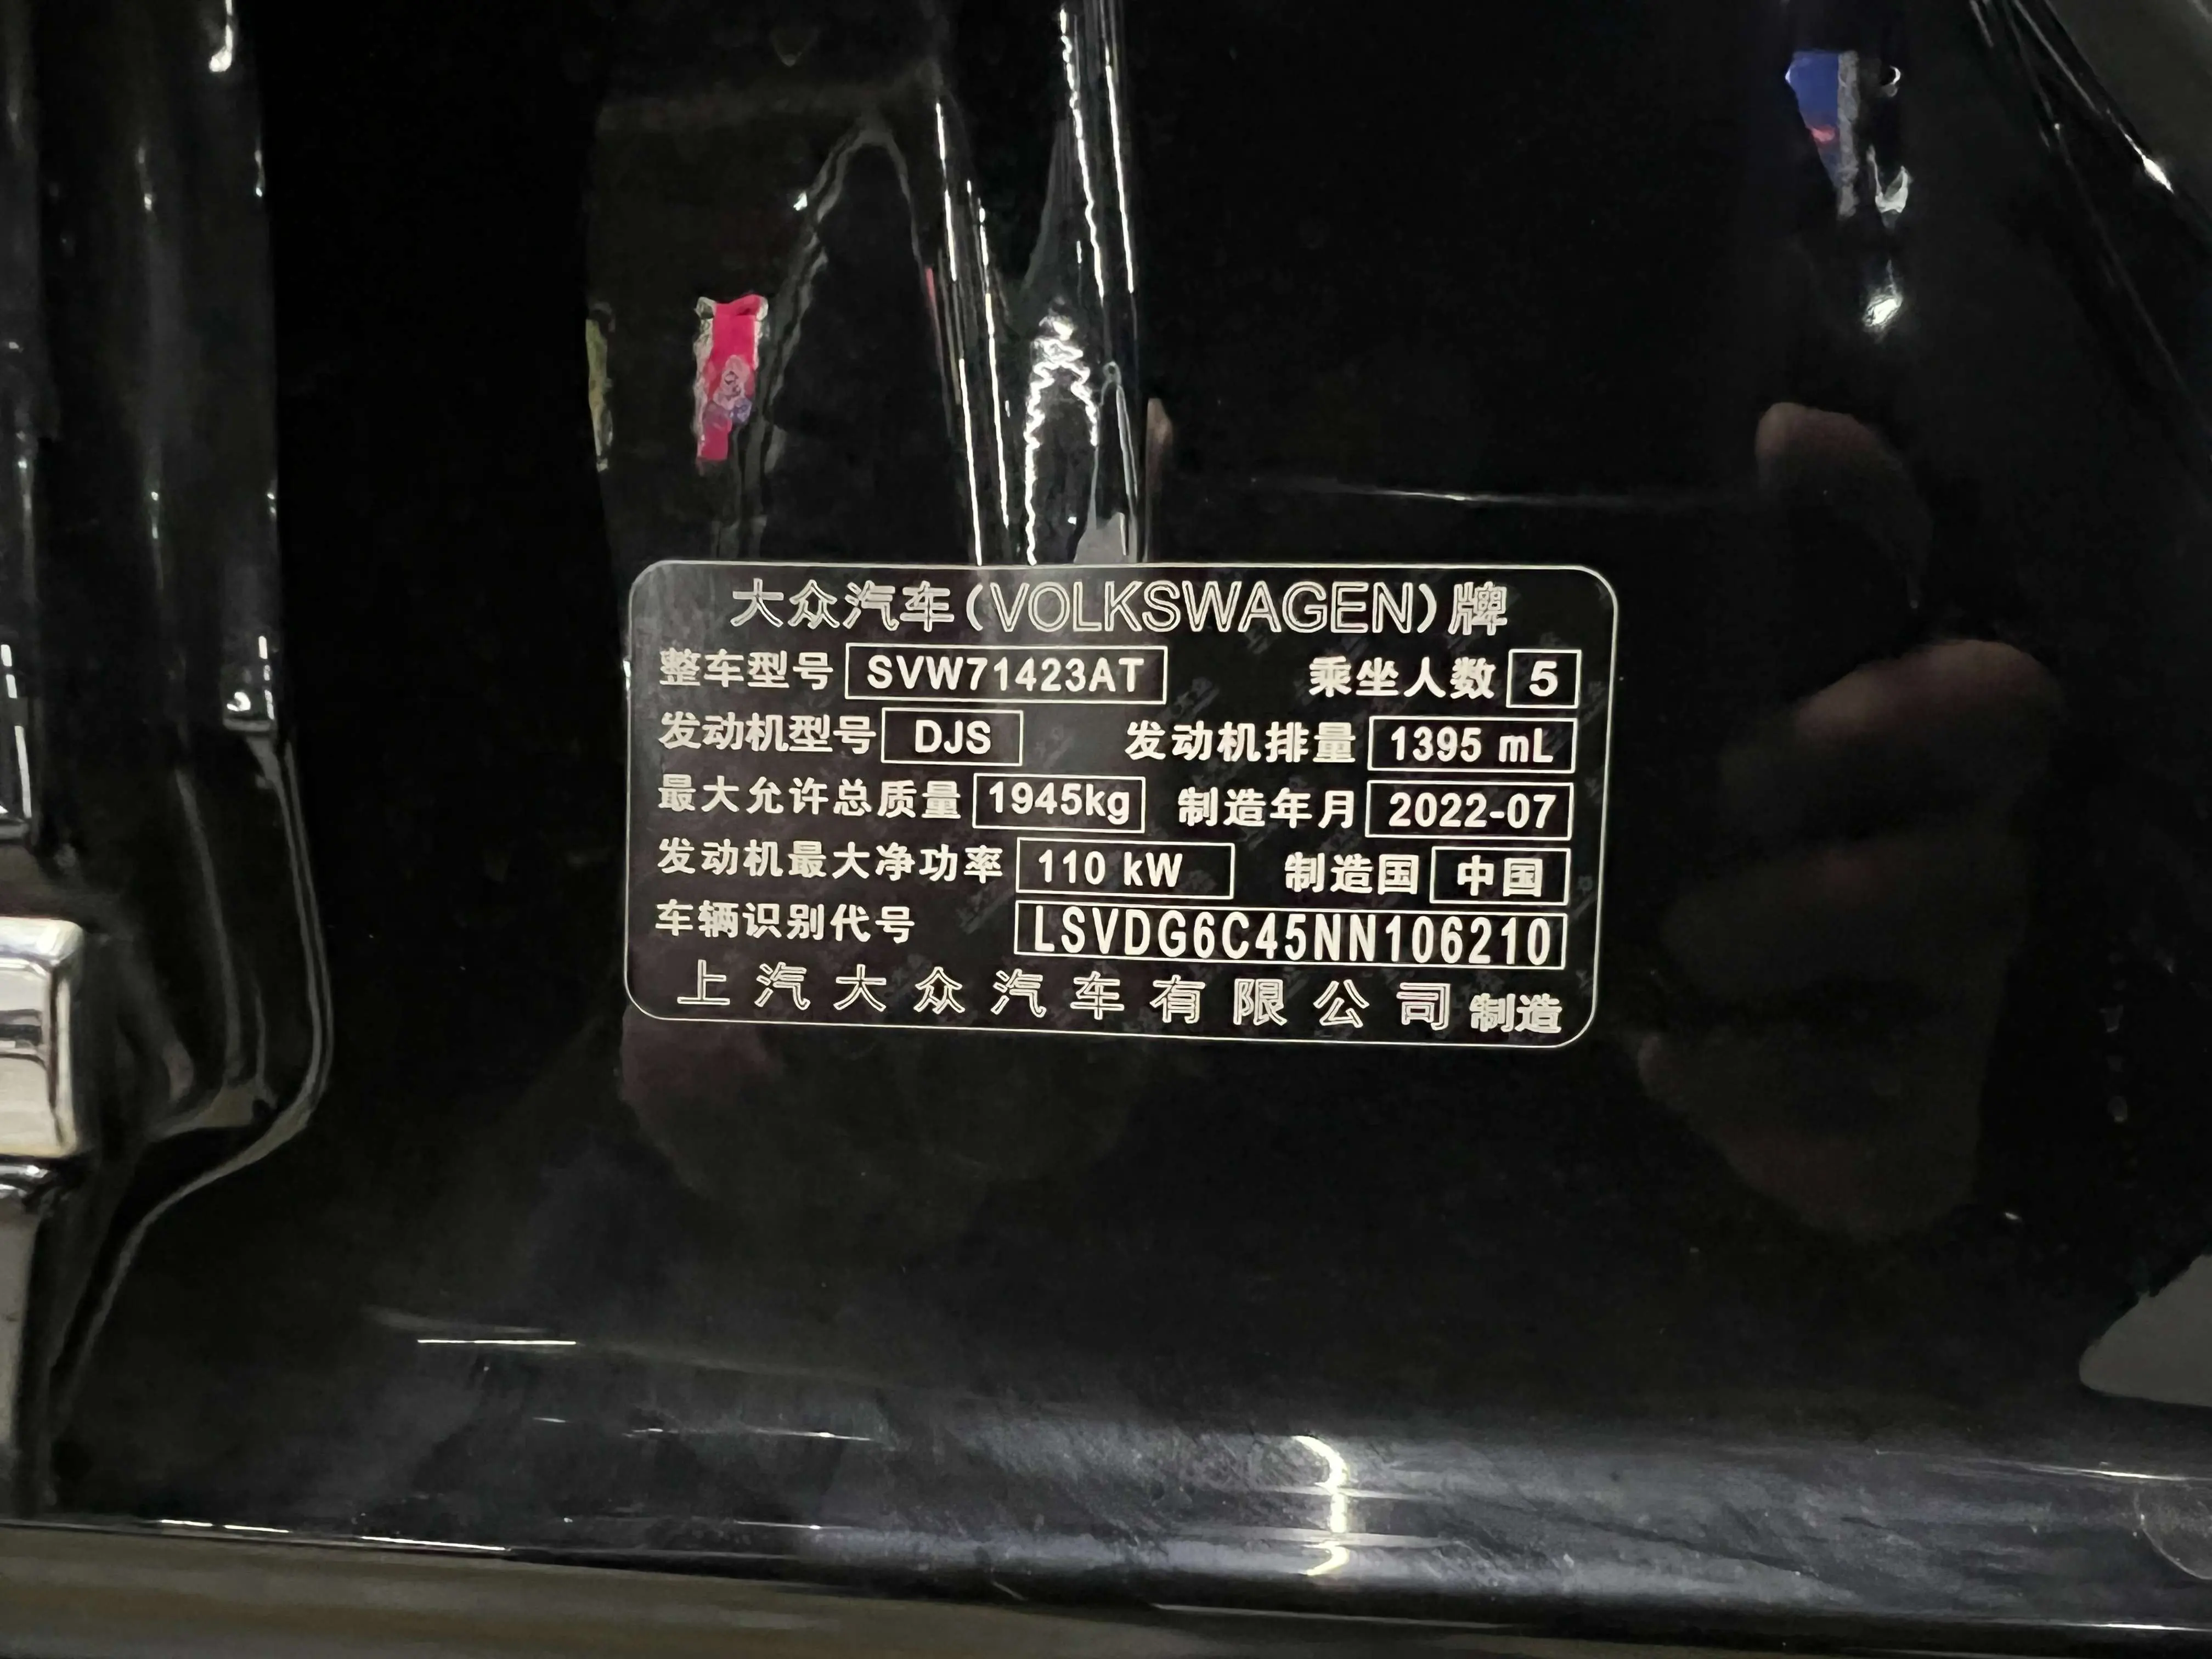 大众汽车(VOLKSWAGEN)牌
整车型号 SVW71423AT 乘坐人数 5
发动机型号 DJS 发动机排量 1395 mL
最大允许总质量 1945kg 制造年月 2022-07
发动机最大净功率 110 kW 制造国 中国
车辆识别代号 LSVDG6C45NN106210
上汽大众汽车有限公司 制造